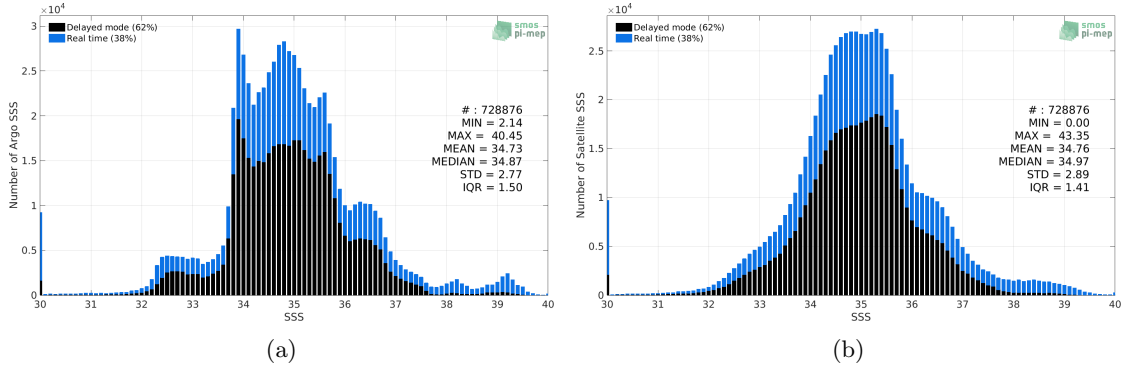 ×10⁴
Delayed mode (62%)
Real time (38%)
smos
pi-mep
# : 728876
MIN = 2.14
MAX = 40.45
MEAN = 34.73
MEDIAN = 34.87
STD = 2.77
IQR = 1.50
Number of Argo SSS
3
2.5
2
1.5
1
0.5
0
30 31 32 33 34 35 36 37 38 39 40
SSS
(a)
×10⁴
Delayed mode (62%)
Real time (38%)
smos
pi-mep
# : 728876
MIN = 0.00
MAX = 43.35
MEAN = 34.76
MEDIAN = 34.97
STD = 2.89
IQR = 1.41
Number of Satellite SSS
2.5
2
1.5
1
0.5
0
30 31 32 33 34 35 36 37 38 39 40
SSS
(b)